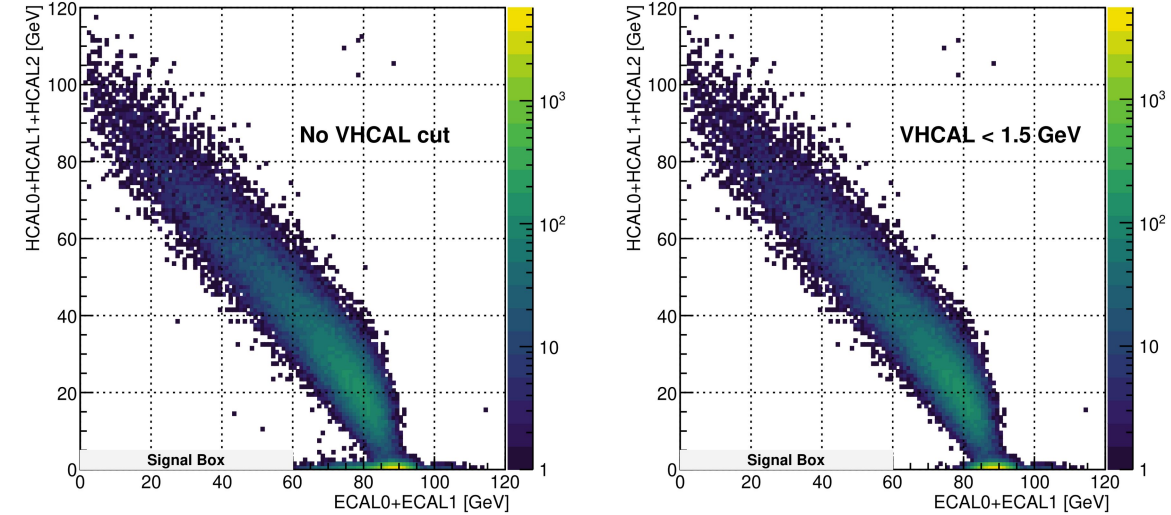 HCAL0+HCAL1+HCAL2 [GeV]
120
100
80
60
40
20
0
No VHCAL cut
Signal Box
0 20 40 60 80 100 120
ECAL0+ECAL1 [GeV]
10³
10²
10
1
HCAL0+HCAL1+HCAL2 [GeV]
120
100
80
60
40
20
0
VHCAL < 1.5 GeV
Signal Box
0 20 40 60 80 100 120
ECAL0+ECAL1 [GeV]
10³
10²
10
1